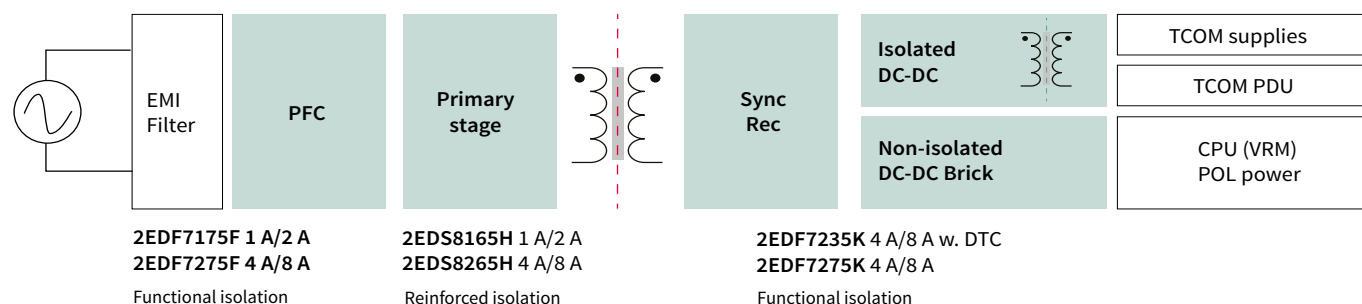 EMI
Filter
PFC
Primary
stage
Sync
Rec
Isolated
DC-DC
Non-isolated
DC-DC Brick
TCOM supplies
TCOM PDU
CPU (VRM)
POL power
2EDF7175F 1 A/2 A
2EDF7275F 4 A/8 A
Functional isolation
2EDS8165H 1 A/2 A
2EDS8265H 4 A/8 A
Reinforced isolation
2EDF7235K 4 A/8 A w. DTC
2EDF7275K 4 A/8 A
Functional isolation